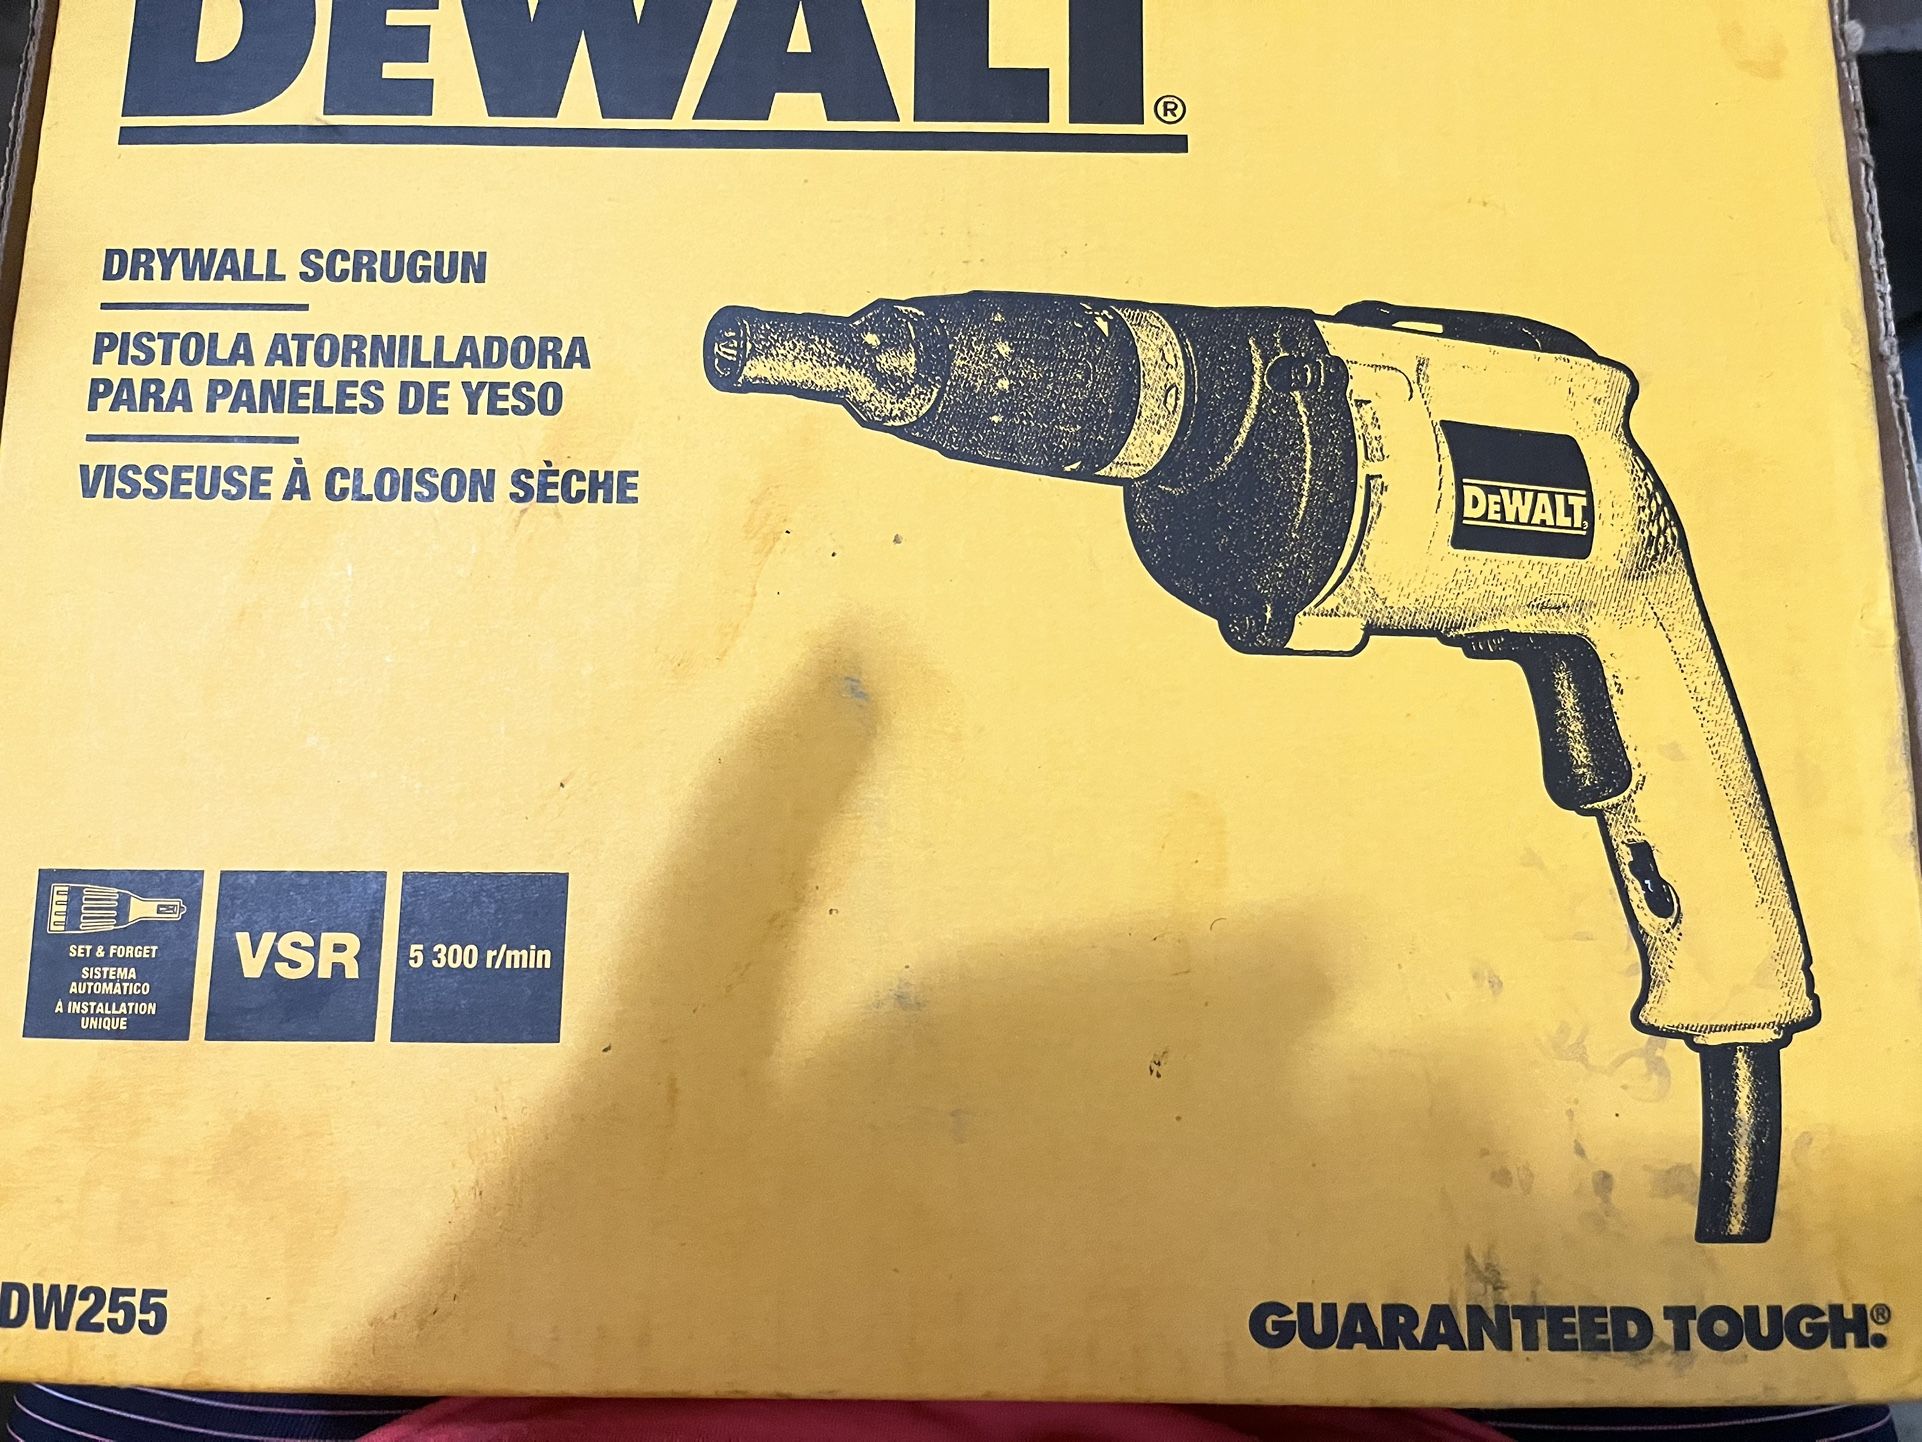 DEWALT®
DRYWALL SCRUGUN
PISTOLA ATORNILLADORA
PARA PANELES DE YESO
VISSEUSE À CLOISON SÈCHE
DEWALT
SET & FORGET
SISTEMA
AUTOMÁTICO
À INSTALLATION
UNIQUE
VSR
5 300 r/min
DW255
GUARANTEED TOUGH.®